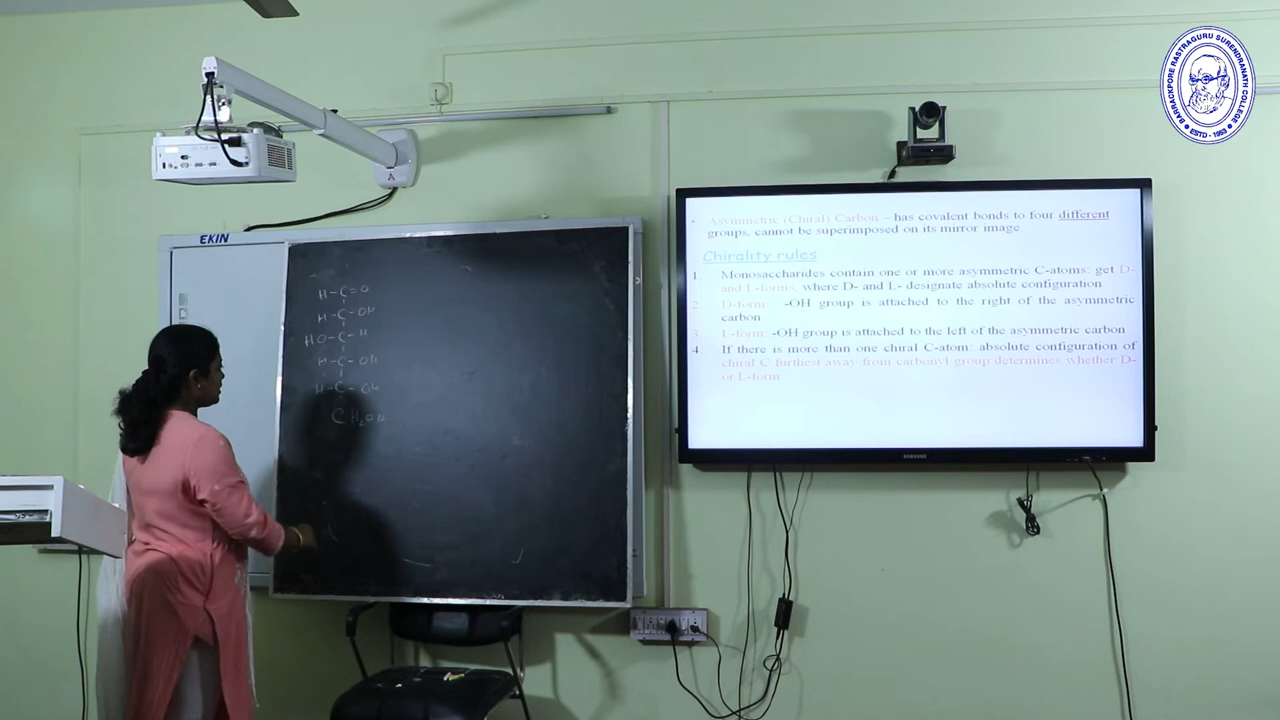 BARRACKPORE RASTRAGURU SURENDRANATH COLLEGE
ESTD - 1953
EKIN
H-C=O
H-C-OH
HO-C-H
H-C-OH
H-C-OH
CH2OH
• Asymmetric (Chiral) Carbon – has covalent bonds to four different
groups, cannot be superimposed on its mirror image
Chirality rules
1. Monosaccharides contain one or more asymmetric C-atoms: get D-
and L-forms, where D- and L- designate absolute configuration
2. D-form: -OH group is attached to the right of the asymmetric
carbon
3. L-form: -OH group is attached to the left of the asymmetric carbon
4. If there is more than one chiral C-atom: absolute configuration of
chiral C furthest away from carbonyl group determines whether D-
or L-form
SAMSUNG